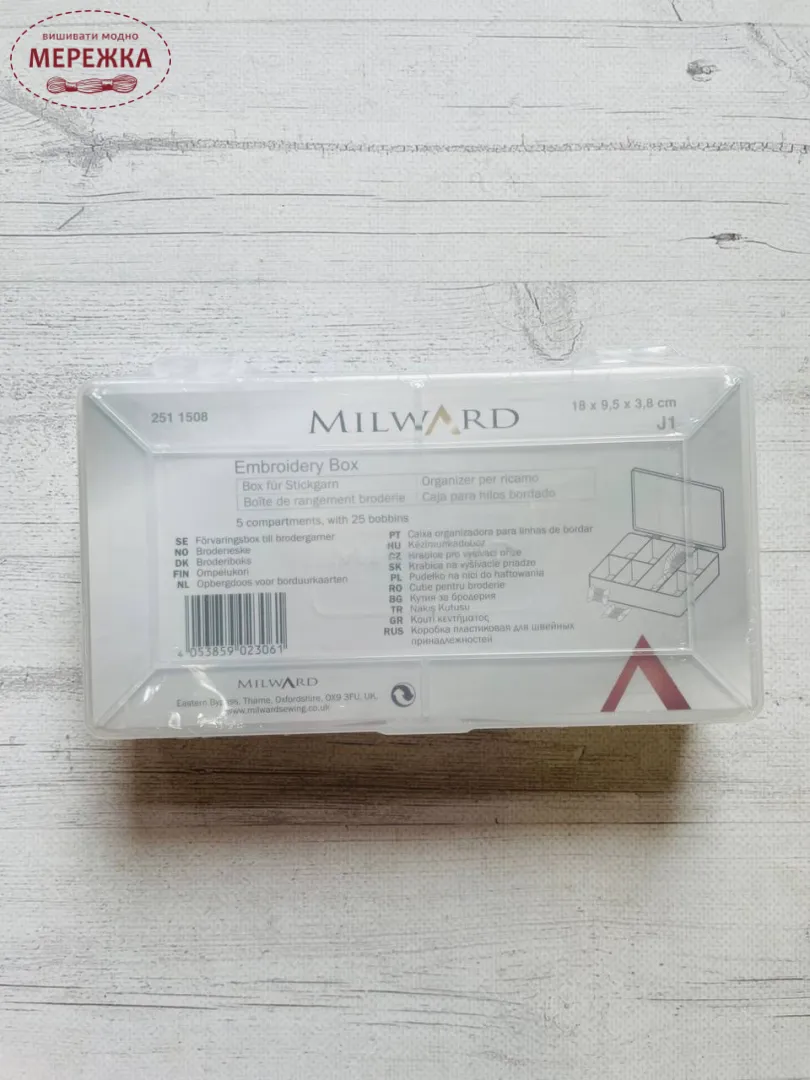 вишивати модно
МЕРЕЖКА
251 1508
MILWARD
18 x 9,5 x 3,8 cm
J1
Embroidery Box
Box für Stickgarn
Organizer per ricamo
Boîte de rangement broderie
Caja para hilos bordado
5 compartments, with 25 bobbins
SE Förvaringsbox till brodergarner
NO Broderieske
DK Broderiboks
FIN Ompelukori
NL Opbergdoos voor borduurkaarten
PT Caixa organizadora para linhas de bordar
HU Kézimunkadoboz
CZ Krabice pro vyšívací příze
SK Krabica na vyšívacie priadze
PL Pudełko na nici do haftowania
RO Cutie pentru broderie
BG Кутия за бродерия
TR Nakış Kutusu
GR Κουτί κεντήματος
RUS Коробка пластиковая для швейных
принадлежностей
4 053859 023061
MILWARD
Eastern Bypass, Thame, Oxfordshire, OX9 3FU, UK.
www.milwardsewing.co.uk